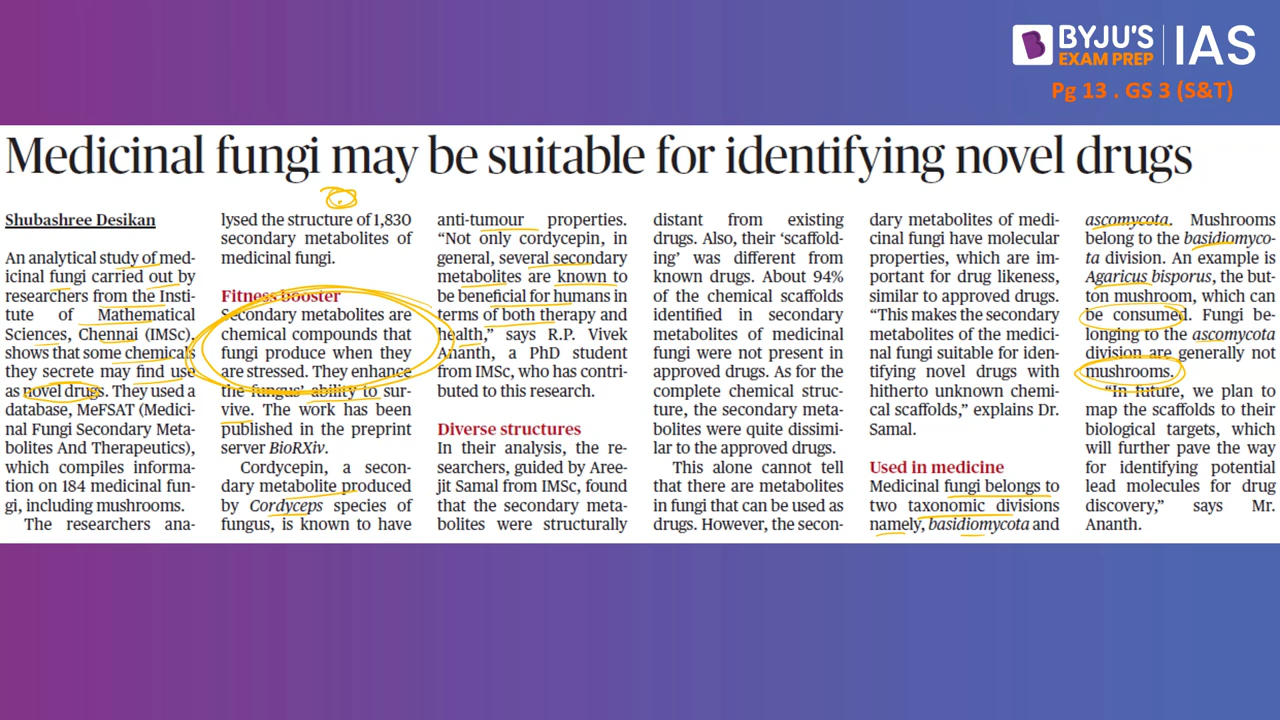 BYJU'S
EXAM PREP
IAS
Pg 13 . GS 3 (S&T)
Medicinal fungi may be suitable for identifying novel drugs
Shubashree Desikan
An analytical study of med-
icinal fungi carried out by
researchers from the Insti-
tute of Mathematical
Sciences, Chennai (IMSc),
shows that some chemicals
they secrete may find use
as novel drugs. They used a
database, MeFSAT (Medici-
nal Fungi Secondary Meta-
bolites And Therapeutics),
which compiles informa-
tion on 184 medicinal fun-
gi, including mushrooms.
The researchers ana-
lysed the structure of 1,830
secondary metabolites of
medicinal fungi.
Fitness booster
Secondary metabolites are
chemical compounds that
fungi produce when they
are stressed. They enhance
the fungus' ability to sur-
vive. The work has been
published in the preprint
server BioRXiv.
Cordycepin, a secon-
dary metabolite produced
by Cordyceps species of
fungus, is known to have
anti-tumour properties.
"Not only cordycepin, in
general, several secondary
metabolites are known to
be beneficial for humans in
terms of both therapy and
health," says R.P. Vivek
Ananth, a PhD student
from IMSc, who has contri-
buted to this research.
Diverse structures
In their analysis, the re-
searchers, guided by Aree-
jit Samal from IMSc, found
that the secondary meta-
bolites were structurally
distant from existing
drugs. Also, their 'scaffold-
ing' was different from
known drugs. About 94%
of the chemical scaffolds
identified in secondary
metabolites of medicinal
fungi were not present in
approved drugs. As for the
complete chemical struc-
ture, the secondary meta-
bolites were quite dissimi-
lar to the approved drugs.
This alone cannot tell
that there are metabolites
in fungi that can be used as
drugs. However, the secon-
dary metabolites of medi-
cinal fungi have molecular
properties, which are im-
portant for drug likeness,
similar to approved drugs.
"This makes the secondary
metabolites of the medici-
nal fungi suitable for iden-
tifying novel drugs with
hitherto unknown chemi-
cal scaffolds," explains Dr.
Samal.
Used in medicine
Medicinal fungi belongs to
two taxonomic divisions
namely, basidiomycota and
ascomycota. Mushrooms
belong to the basidiomyco-
ta division. An example is
Agaricus bisporus, the but-
ton mushroom, which can
be consumed. Fungi be-
longing to the ascomycota
division are generally not
mushrooms.
"In future, we plan to
map the scaffolds to their
biological targets, which
will further pave the way
for identifying potential
lead molecules for drug
discovery," says Mr.
Ananth.